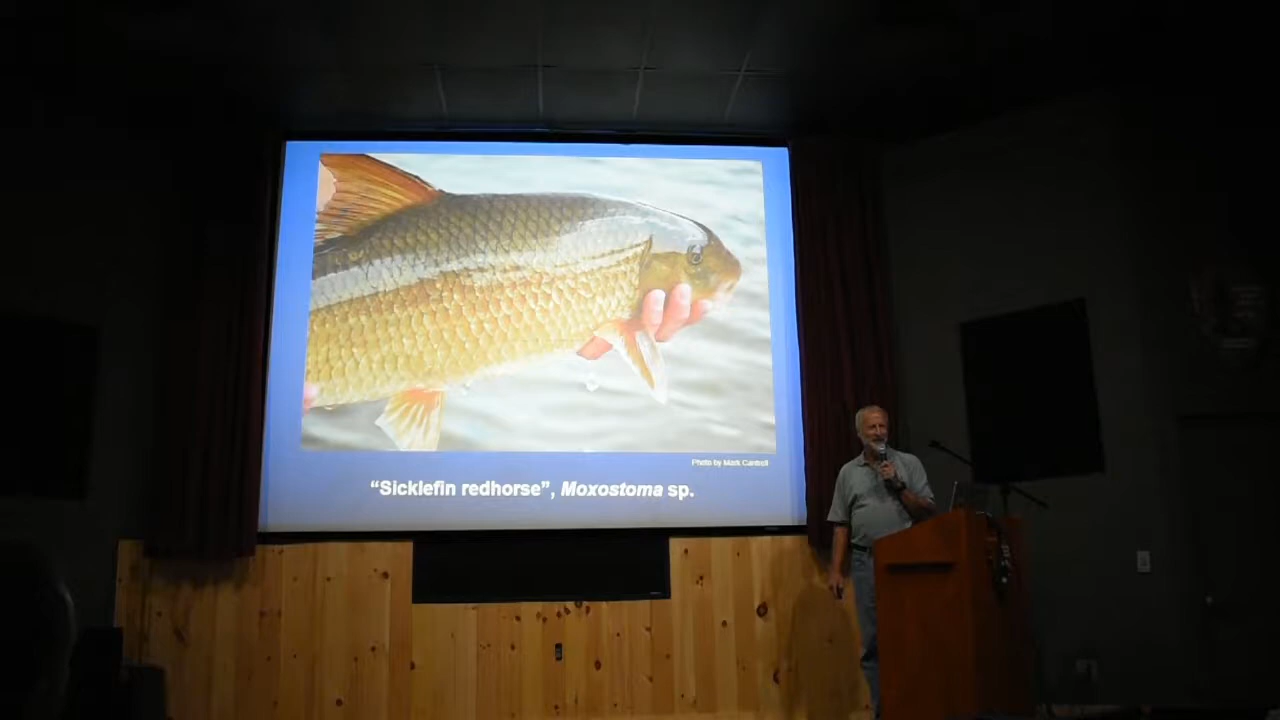 Photo by Mark Cantrell
“Sicklefin redhorse”, Moxostoma sp.